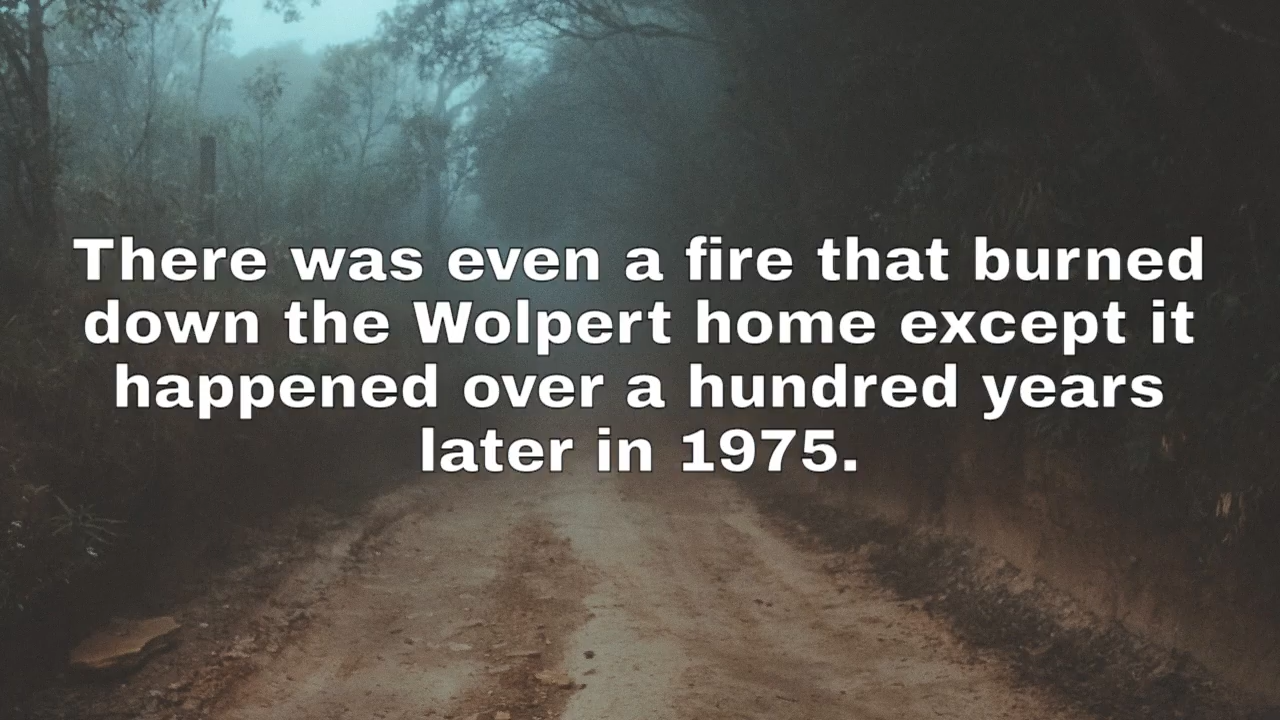 There was even a fire that burned
down the Wolpert home except it
happened over a hundred years
later in 1975.